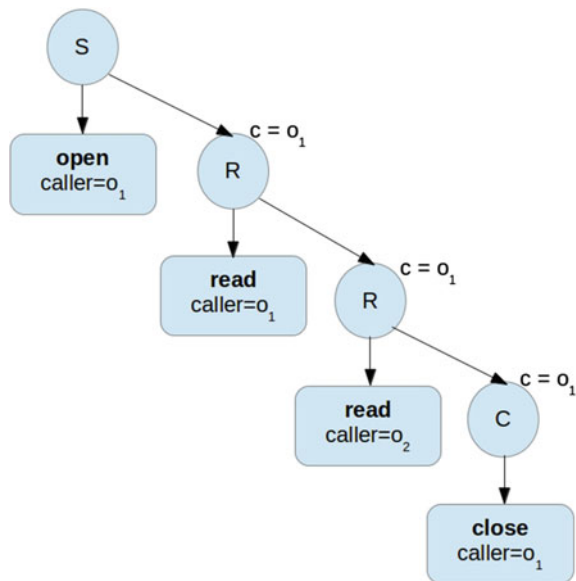 S
c = o₁
open
caller=o₁
R
c = o₁
read
caller=o₁
R
c = o₁
read
caller=o₂
C
close
caller=o₁